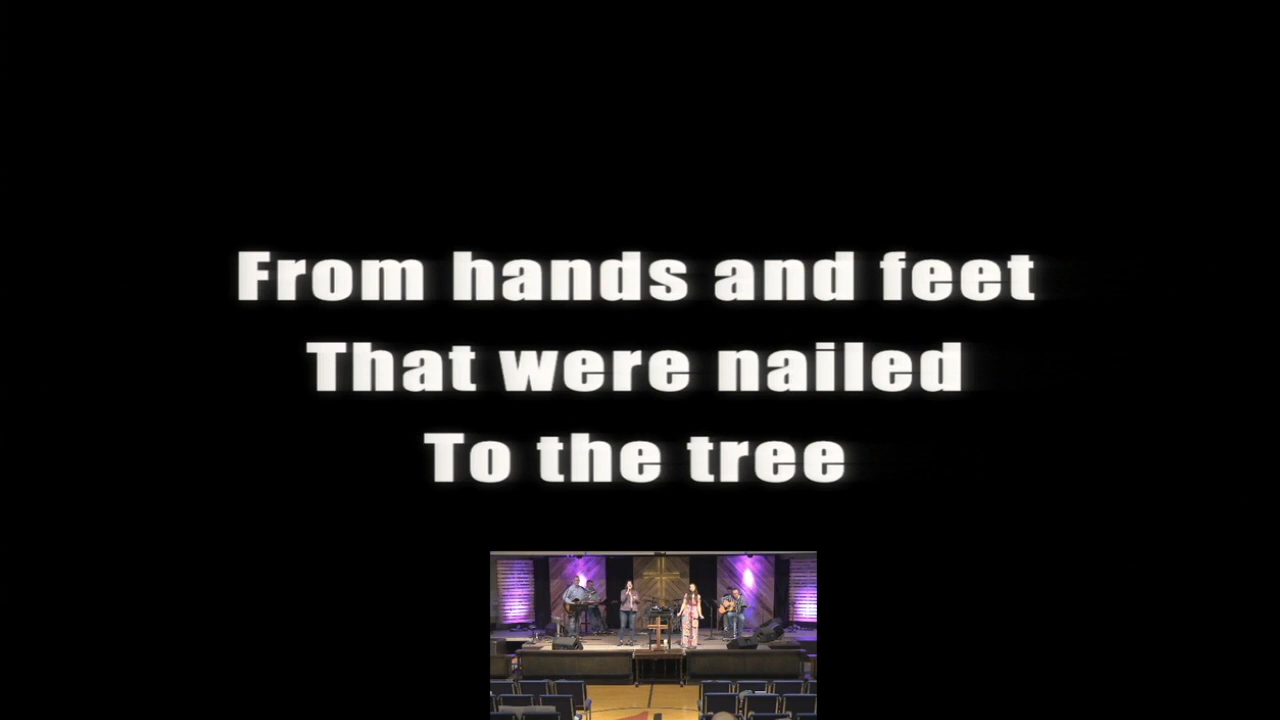 From hands and feet
That were nailed
To the tree